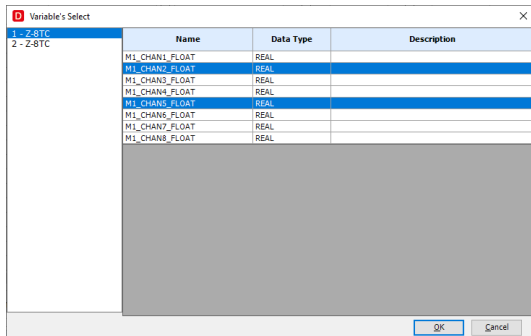 D Variable's Select
1 - Z-8TC
2 - Z-8TC
Name Data Type Description
M1_CHAN1_FLOAT REAL
M1_CHAN2_FLOAT REAL
M1_CHAN3_FLOAT REAL
M1_CHAN4_FLOAT REAL
M1_CHAN5_FLOAT REAL
M1_CHAN6_FLOAT REAL
M1_CHAN7_FLOAT REAL
M1_CHAN8_FLOAT REAL
OK Cancel